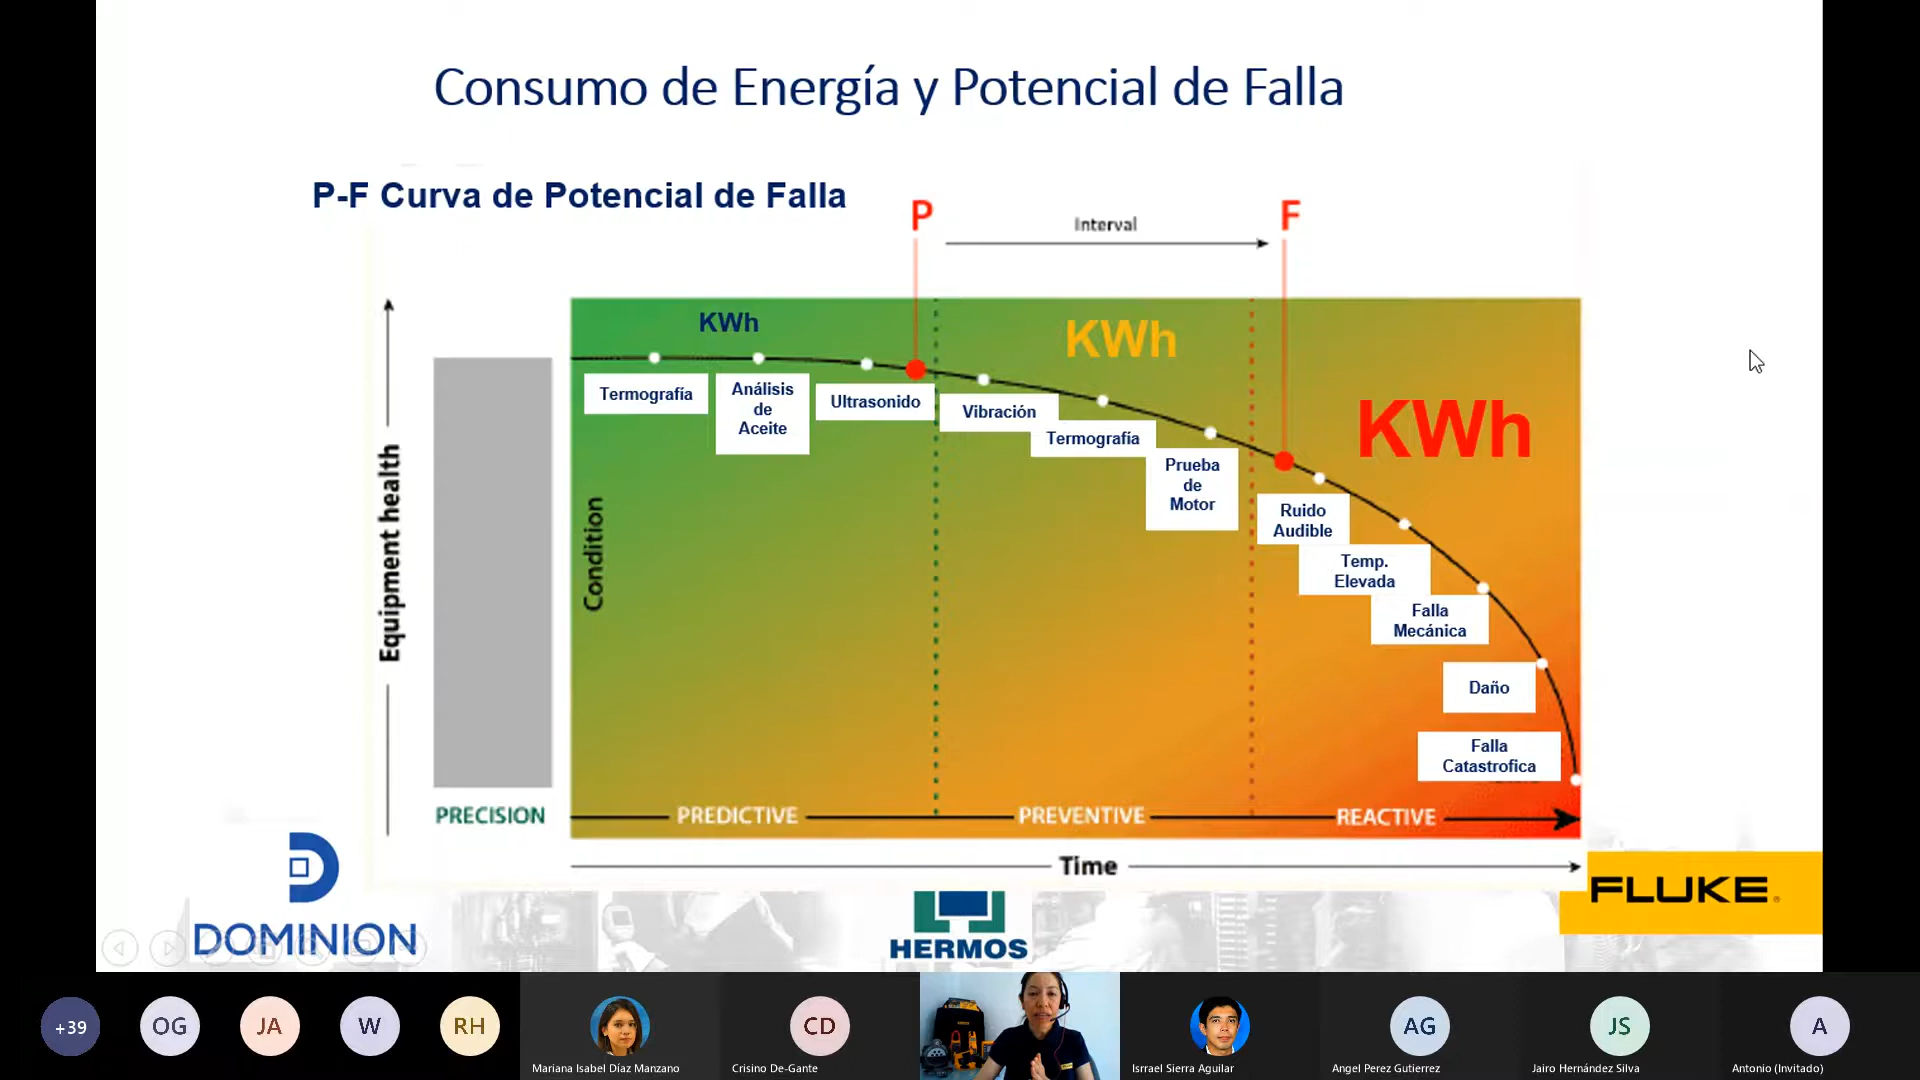 Consumo de Energía y Potencial de Falla
P-F Curva de Potencial de Falla
P
Interval
F
KWh
KWh
KWh
Termografía
Análisis
de
Aceite
Ultrasonido
Vibración
Termografía
Prueba
de
Motor
Ruido
Audible
Temp.
Elevada
Falla
Mecánica
Daño
Falla
Catastrofica
Equipment health
Condition
PRECISION
PREDICTIVE
PREVENTIVE
REACTIVE
Time
DOMINION
HERMOS
FLUKE®
+39
OG
JA
W
RH
Mariana Isabel Díaz Manzano
CD
Crisino De-Gante
Isrrael Sierra Aguilar
AG
Angel Perez Gutierrez
JS
Jairo Hernández Silva
A
Antonio (Invitado)